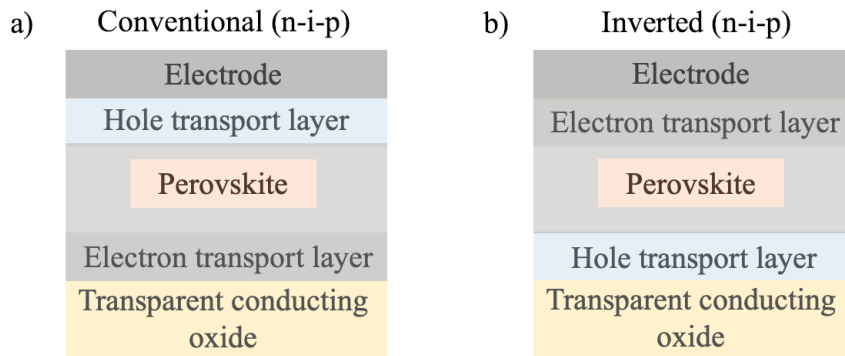 a) Conventional (n-i-p)
Electrode
Hole transport layer
Perovskite
Electron transport layer
Transparent conducting
oxide
b) Inverted (n-i-p)
Electrode
Electron transport layer
Perovskite
Hole transport layer
Transparent conducting
oxide